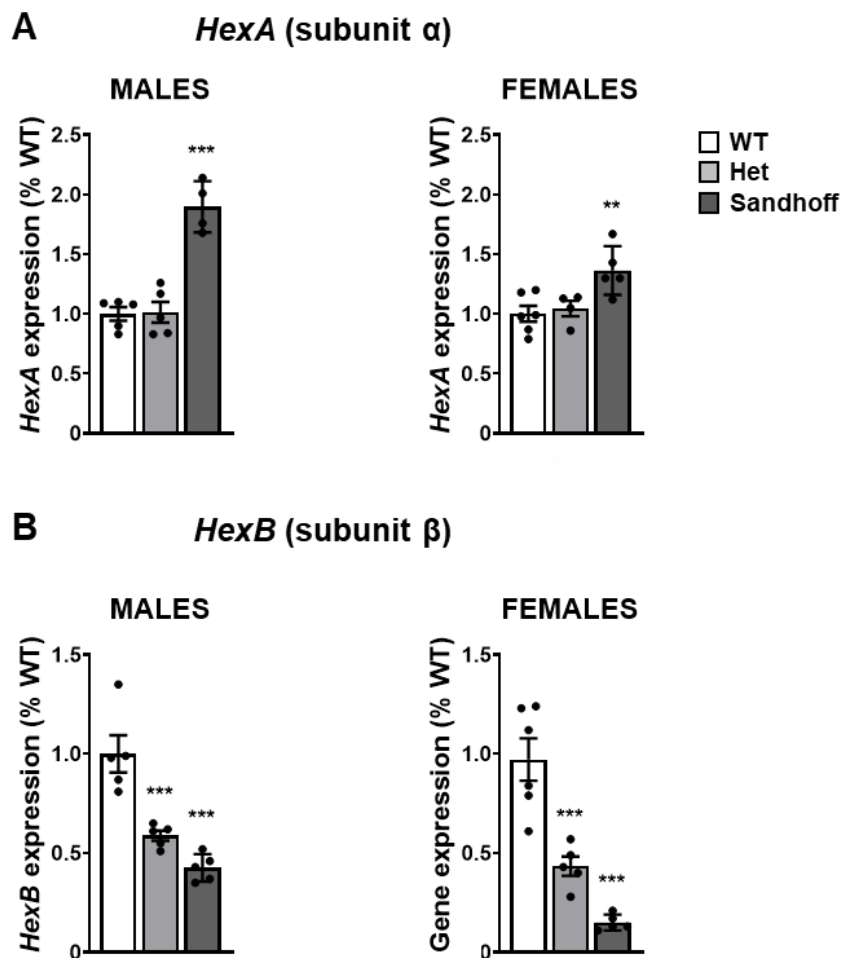 A
HexA (subunit α)
MALES
HexA expression (% WT)
2.5
2.0
1.5
1.0
0.5
0
***
FEMALES
HexA expression (% WT)
2.5
2.0
1.5
1.0
0.5
0
**
WT
Het
Sandhoff
B
HexB (subunit β)
MALES
HexB expression (% WT)
1.5
1.0
0.5
0
***
***
FEMALES
Gene expression (% WT)
1.5
1.0
0.5
0
***
***